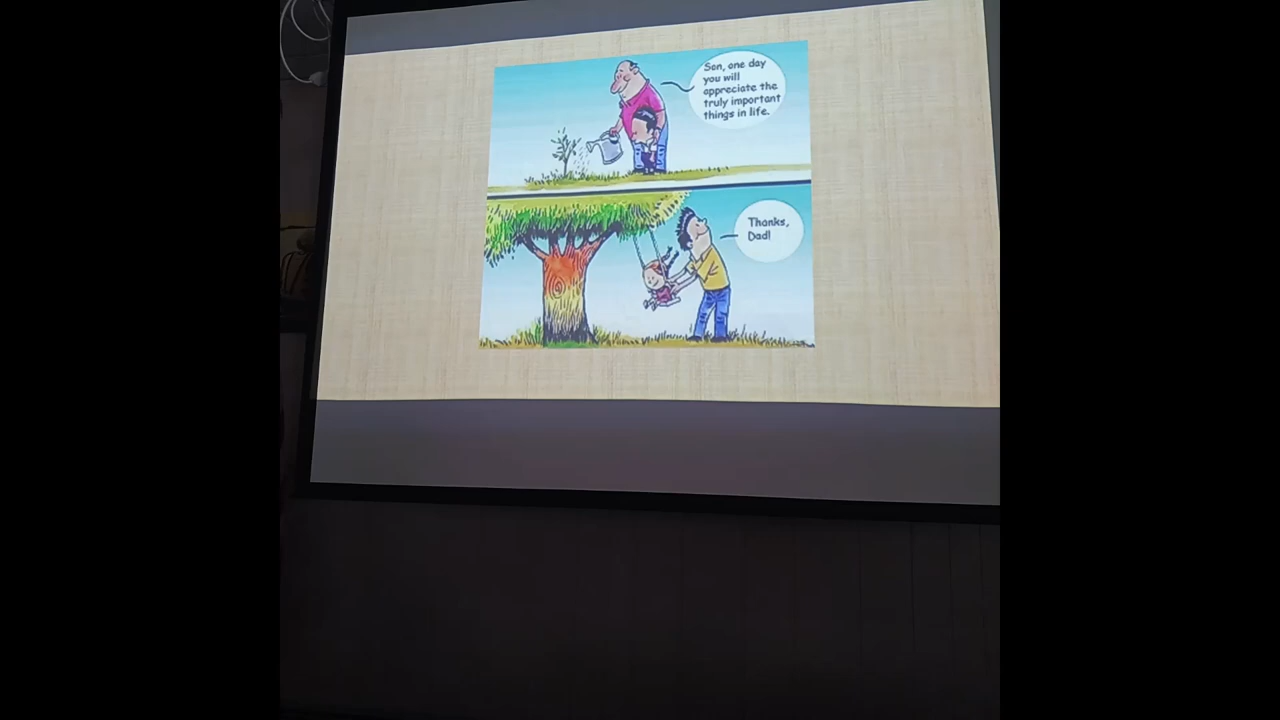 Son, one day
you will
appreciate the
truly important
things in life.
Thanks,
Dad!